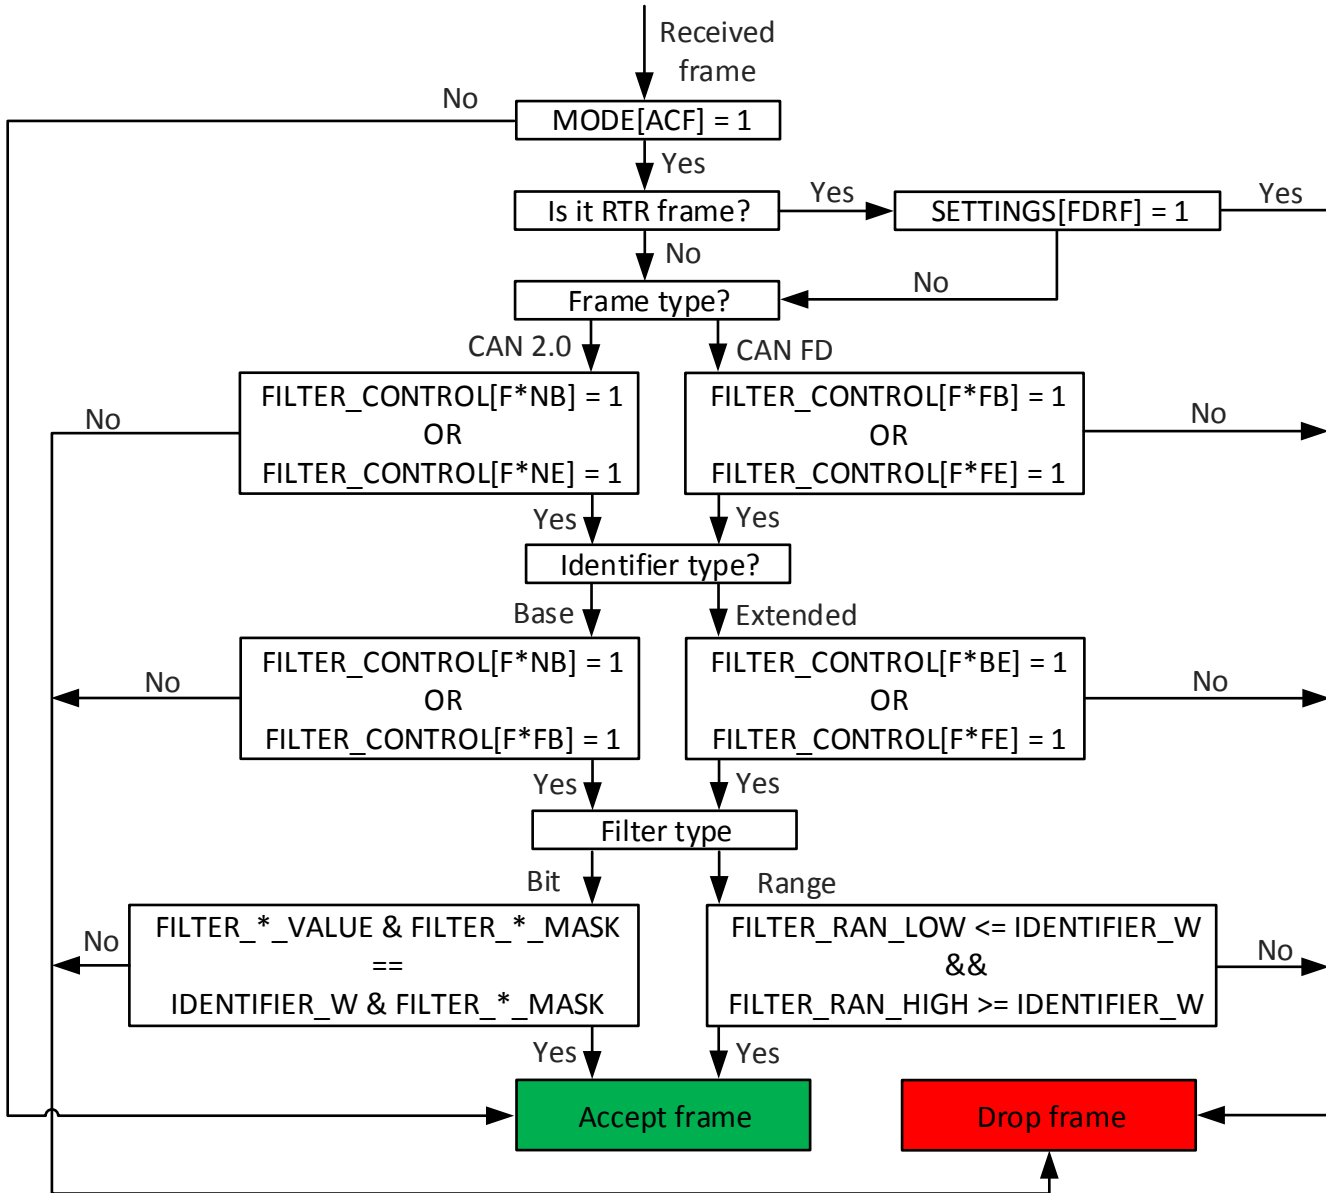 Received
frame
No
MODE[ACF] = 1
Yes
Is it RTR frame?
Yes
SETTINGS[FDRF] = 1
Yes
No
No
Frame type?
CAN 2.0
CAN FD
FILTER_CONTROL[F*NB] = 1
OR
FILTER_CONTROL[F*NE] = 1
No
FILTER_CONTROL[F*FB] = 1
OR
FILTER_CONTROL[F*FE] = 1
No
Yes
Yes
Identifier type?
Base
Extended
FILTER_CONTROL[F*NB] = 1
OR
FILTER_CONTROL[F*FB] = 1
No
FILTER_CONTROL[F*BE] = 1
OR
FILTER_CONTROL[F*FE] = 1
No
Yes
Yes
Filter type
Bit
Range
FILTER_*_VALUE & FILTER_*_MASK
==
IDENTIFIER_W & FILTER_*_MASK
No
FILTER_RAN_LOW <= IDENTIFIER_W
&&
FILTER_RAN_HIGH >= IDENTIFIER_W
No
Yes
Yes
Accept frame
Drop frame